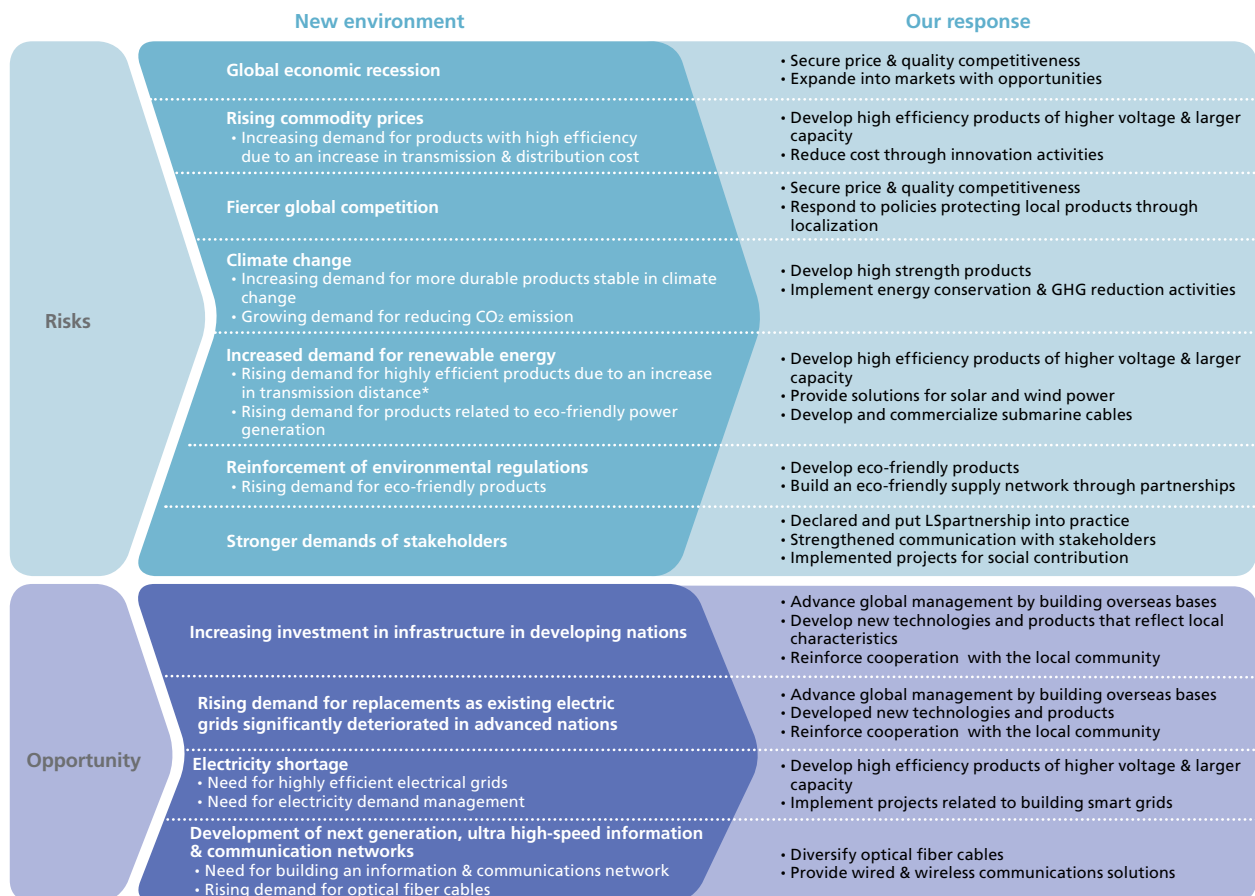 New environment
Our response
Risks
Global economic recession
• Secure price & quality competitiveness
• Expande into markets with opportunities
Rising commodity prices
• Increasing demand for products with high efficiency
due to an increase in transmission & distribution cost
• Develop high efficiency products of higher voltage & larger
capacity
• Reduce cost through innovation activities
Fiercer global competition
• Secure price & quality competitiveness
• Respond to policies protecting local products through
localization
Climate change
• Increasing demand for more durable products stable in climate
change
• Growing demand for reducing CO₂ emission
• Develop high strength products
• Implement energy conservation & GHG reduction activities
Increased demand for renewable energy
• Rising demand for highly efficient products due to an increase
in transmission distance*
• Rising demand for products related to eco-friendly power
generation
• Develop high efficiency products of higher voltage & larger
capacity
• Provide solutions for solar and wind power
• Develop and commercialize submarine cables
Reinforcement of environmental regulations
• Rising demand for eco-friendly products
• Develop eco-friendly products
• Build an eco-friendly supply network through partnerships
Stronger demands of stakeholders
• Declared and put LSpartnership into practice
• Strengthened communication with stakeholders
• Implemented projects for social contribution
Opportunity
Increasing investment in infrastructure in developing nations
• Advance global management by building overseas bases
• Develop new technologies and products that reflect local
characteristics
• Reinforce cooperation with the local community
Rising demand for replacements as existing electric
grids significantly deteriorated in advanced nations
• Advance global management by building overseas bases
• Developed new technologies and products
• Reinforce cooperation with the local community
Electricity shortage
• Need for highly efficient electrical grids
• Need for electricity demand management
• Develop high efficiency products of higher voltage & larger
capacity
• Implement projects related to building smart grids
Development of next generation, ultra high-speed information
& communication networks
• Need for building an information & communications network
• Rising demand for optical fiber cables
• Diversify optical fiber cables
• Provide wired & wireless communications solutions